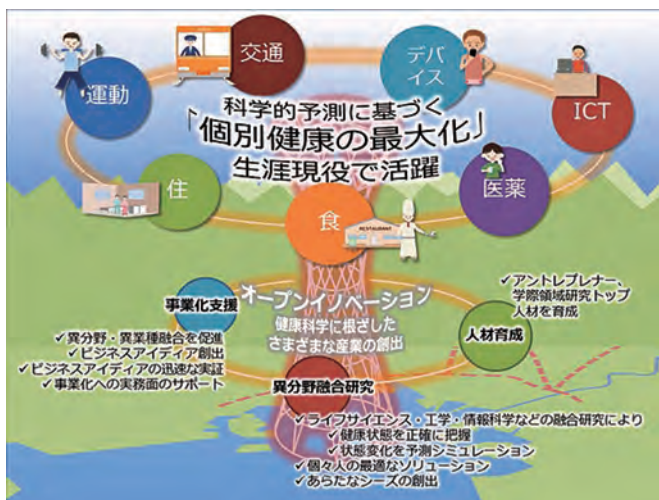 交通
デバ
イス
運動
ICT
科学的予測に基づく
「個別健康の最大化」
生涯現役で活躍
住
食
RESTAURANT
医薬
事業化支援
✓異分野・異業種融合を促進
✓ビジネスアイディア創出
✓ビジネスアイディアの迅速な実証
✓事業化への実務面のサポート
オープンイノベーション
健康科学に根ざした
さまざまな産業の創出
✓アントレプレナー、
学際領域研究トップ
人材を育成
人材育成
異分野融合研究
✓ライフサイエンス・工学・情報科学などの融合研究により
✓健康状態を正確に把握
✓状態変化を予測シミュレーション
✓個々人の最適なソリューション
✓あらたなシーズの創出